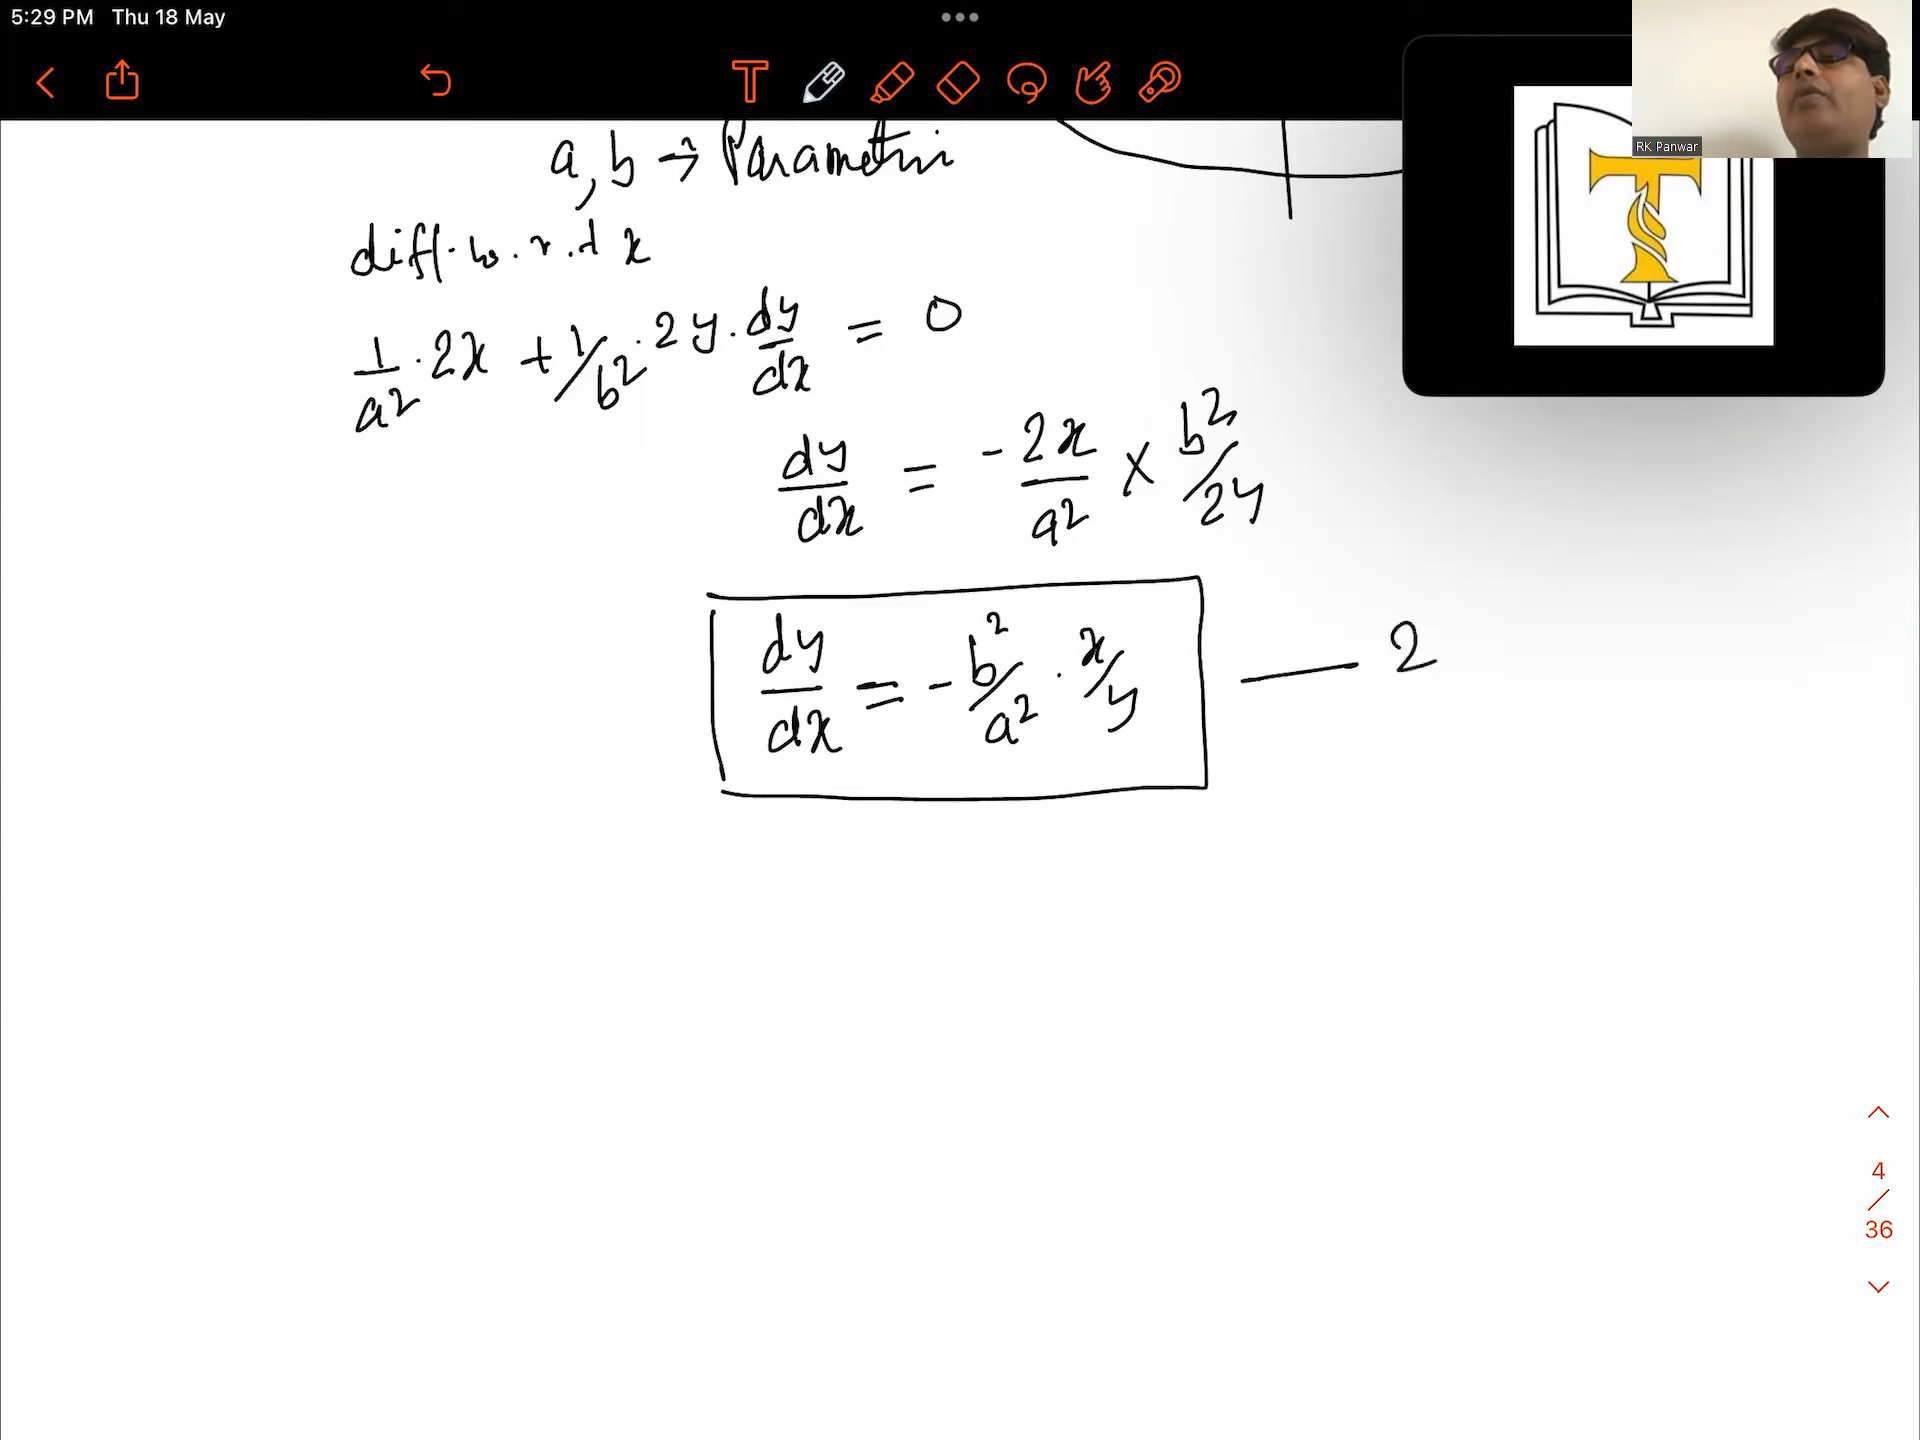 5:29 PM Thu 18 May
RK Panwar
a, b → Parametri
diff. w.r.t x
1/a² · 2x + 1/b² · 2y · dy/dx = 0
dy/dx = -2x/a² × b²/2y
dy/dx = - b²/a² · x/y —— 2
4
/
36